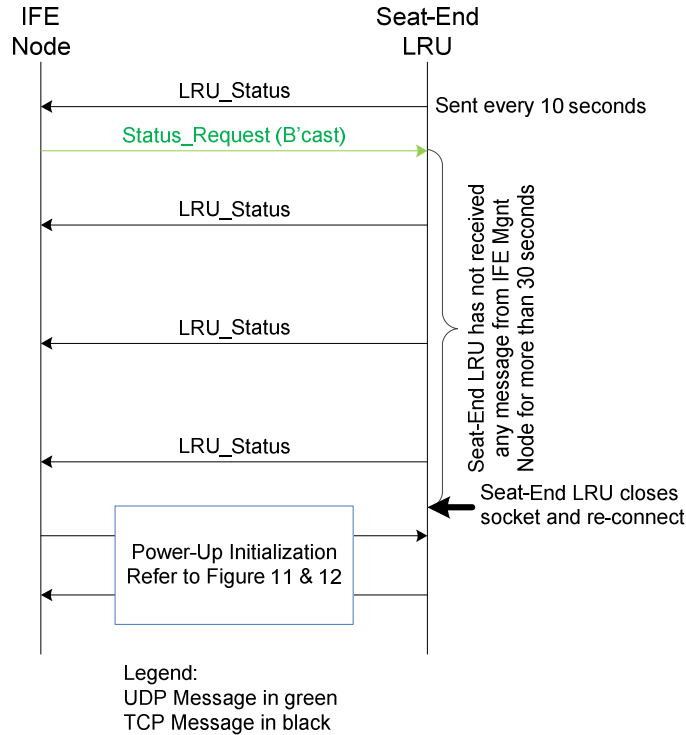 IFE
Node
Seat-End
LRU
LRU_Status
Sent every 10 seconds
Status_Request (B'cast)
LRU_Status
LRU_Status
LRU_Status
Seat-End LRU has not received
any message from IFE Mgnt
Node for more than 30 seconds
Seat-End LRU closes
socket and re-connect
Power-Up Initialization
Refer to Figure 11 & 12
Legend:
UDP Message in green
TCP Message in black